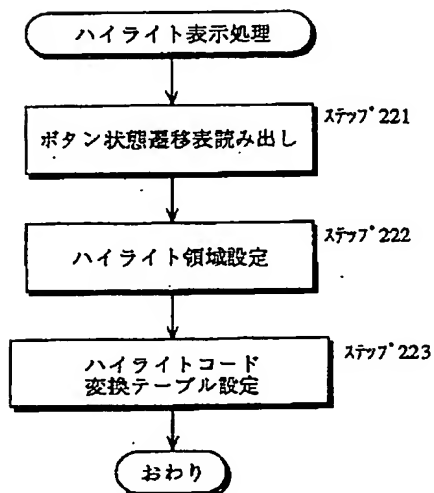 ハイライト表示処理
ステップ221
ボタン状態遷移表読み出し
ステップ222
ハイライト領域設定
ステップ223
ハイライトコード
変換テーブル設定
おわり